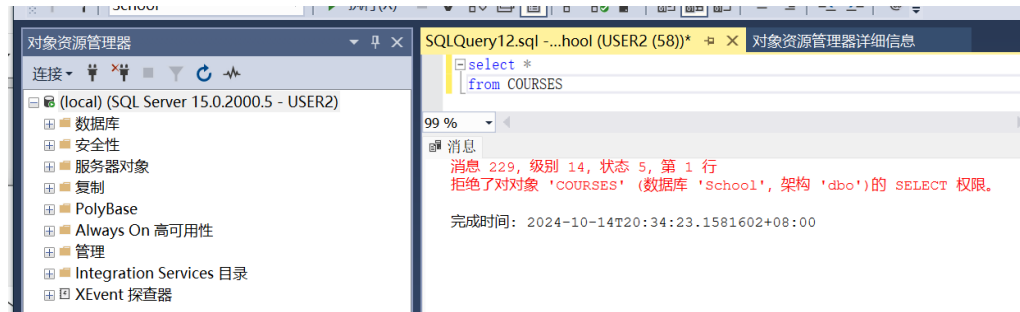 School
对象资源管理器
连接
(local) (SQL Server 15.0.2000.5 - USER2)
数据库
安全性
服务器对象
复制
PolyBase
Always On 高可用性
管理
Integration Services 目录
XEvent 探查器
SQLQuery12.sql -...hool (USER2 (58))*
对象资源管理器详细信息
select *
from COURSES
99 %
消息
消息 229, 级别 14, 状态 5, 第 1 行
拒绝了对对象 'COURSES' (数据库 'School', 架构 'dbo')的 SELECT 权限。
完成时间: 2024-10-14T20:34:23.1581602+08:00